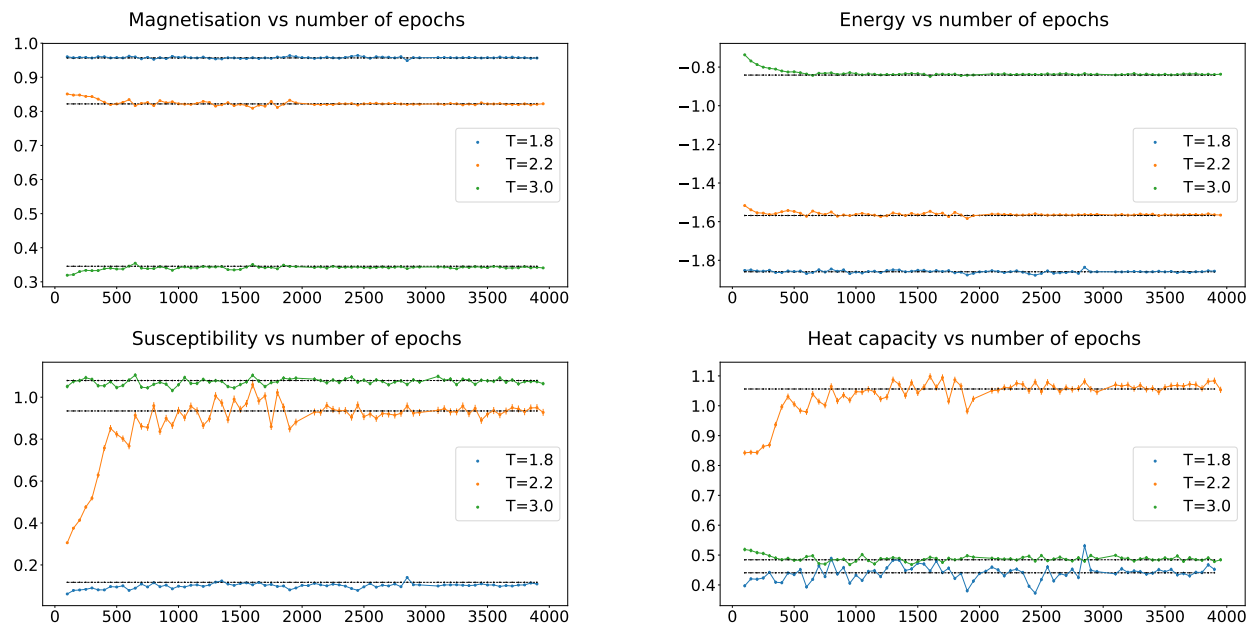 Magnetisation vs number of epochs
1.0
0.9
0.8
0.7
0.6
0.5
0.4
0.3
0 500 1000 1500 2000 2500 3000 3500 4000
T=1.8
T=2.2
T=3.0
Energy vs number of epochs
−0.8
−1.0
−1.2
−1.4
−1.6
−1.8
0 500 1000 1500 2000 2500 3000 3500 4000
T=1.8
T=2.2
T=3.0
Susceptibility vs number of epochs
1.0
0.8
0.6
0.4
0.2
0 500 1000 1500 2000 2500 3000 3500 4000
T=1.8
T=2.2
T=3.0
Heat capacity vs number of epochs
1.1
1.0
0.9
0.8
0.7
0.6
0.5
0.4
0 500 1000 1500 2000 2500 3000 3500 4000
T=1.8
T=2.2
T=3.0